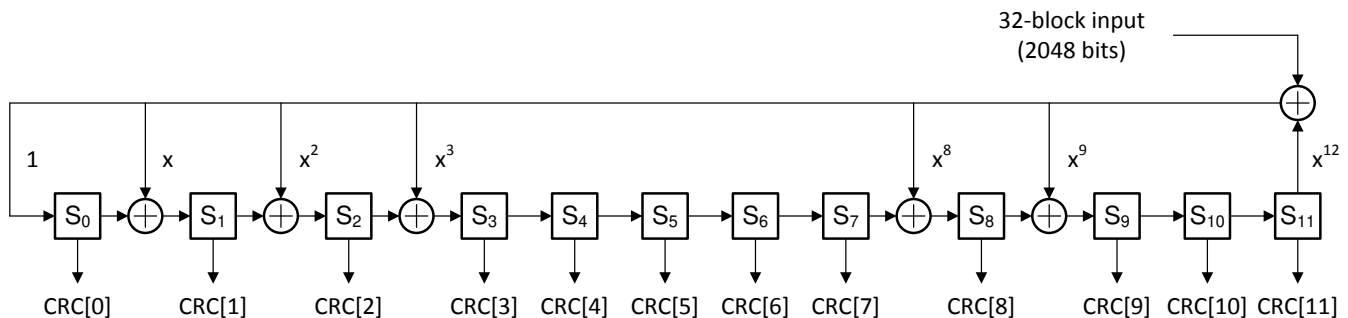 32-block input
(2048 bits)
1 x x² x³ x⁸ x⁹ x¹²
S₀ S₁ S₂ S₃ S₄ S₅ S₆ S₇ S₈ S₉ S₁₀ S₁₁
CRC[0] CRC[1] CRC[2] CRC[3] CRC[4] CRC[5] CRC[6] CRC[7] CRC[8] CRC[9] CRC[10] CRC[11]